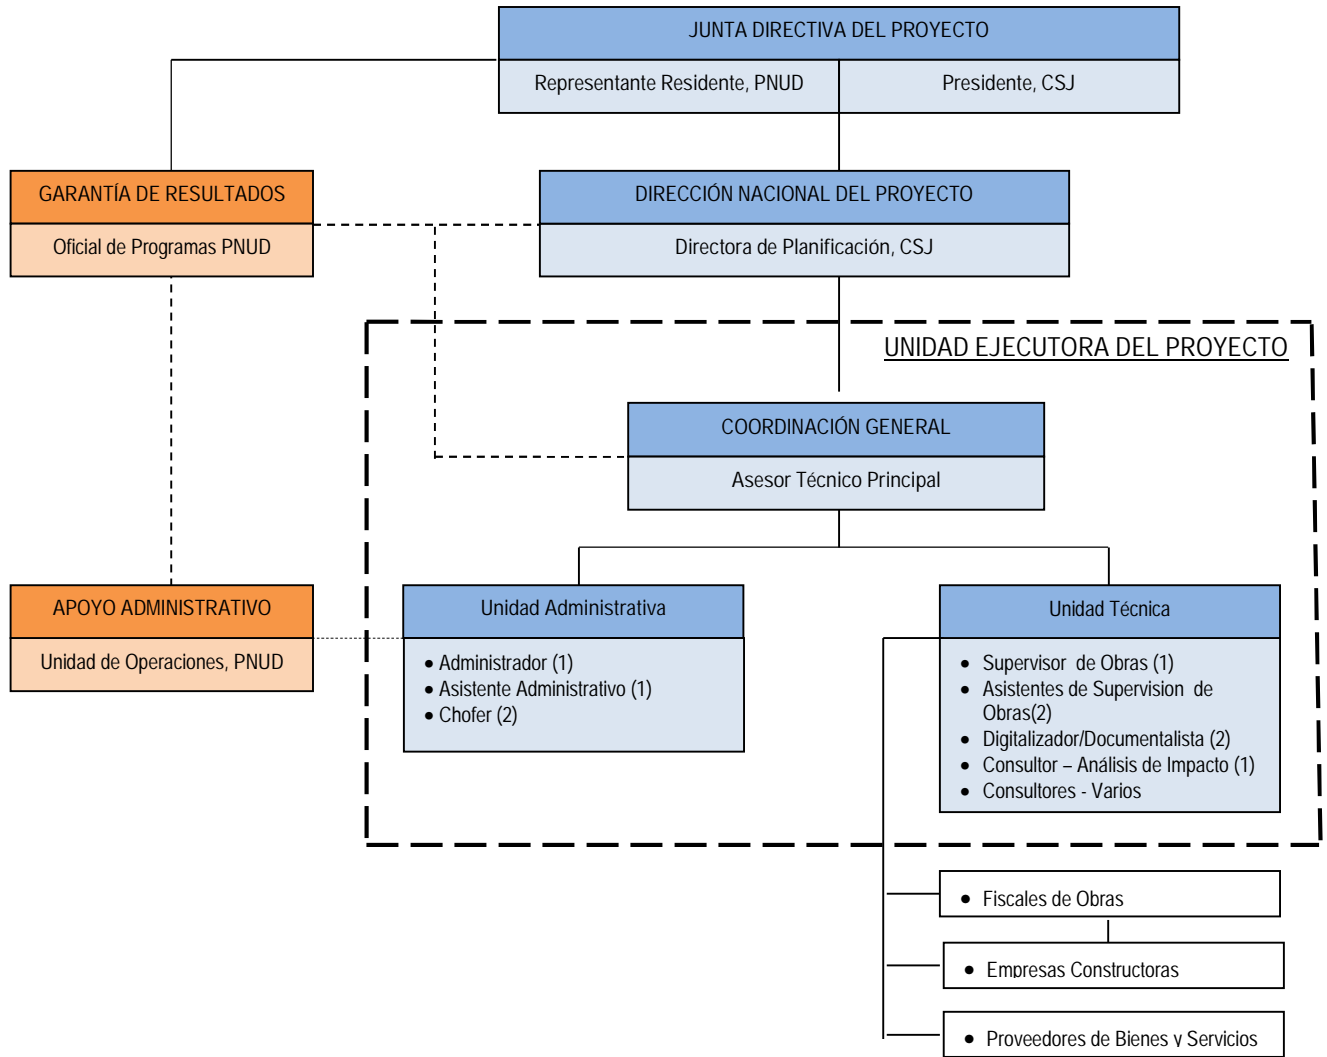 JUNTA DIRECTIVA DEL PROYECTO
Representante Residente, PNUD
Presidente, CSJ
GARANTÍA DE RESULTADOS
Oficial de Programas PNUD
DIRECCIÓN NACIONAL DEL PROYECTO
Directora de Planificación, CSJ
UNIDAD EJECUTORA DEL PROYECTO
COORDINACIÓN GENERAL
Asesor Técnico Principal
APOYO ADMINISTRATIVO
Unidad de Operaciones, PNUD
Unidad Administrativa
• Administrador (1)
• Asistente Administrativo (1)
• Chofer (2)
Unidad Técnica
• Supervisor de Obras (1)
• Asistentes de Supervision de
Obras(2)
• Digitalizador/Documentalista (2)
• Consultor – Análisis de Impacto (1)
• Consultores - Varios
• Fiscales de Obras
• Empresas Constructoras
• Proveedores de Bienes y Servicios